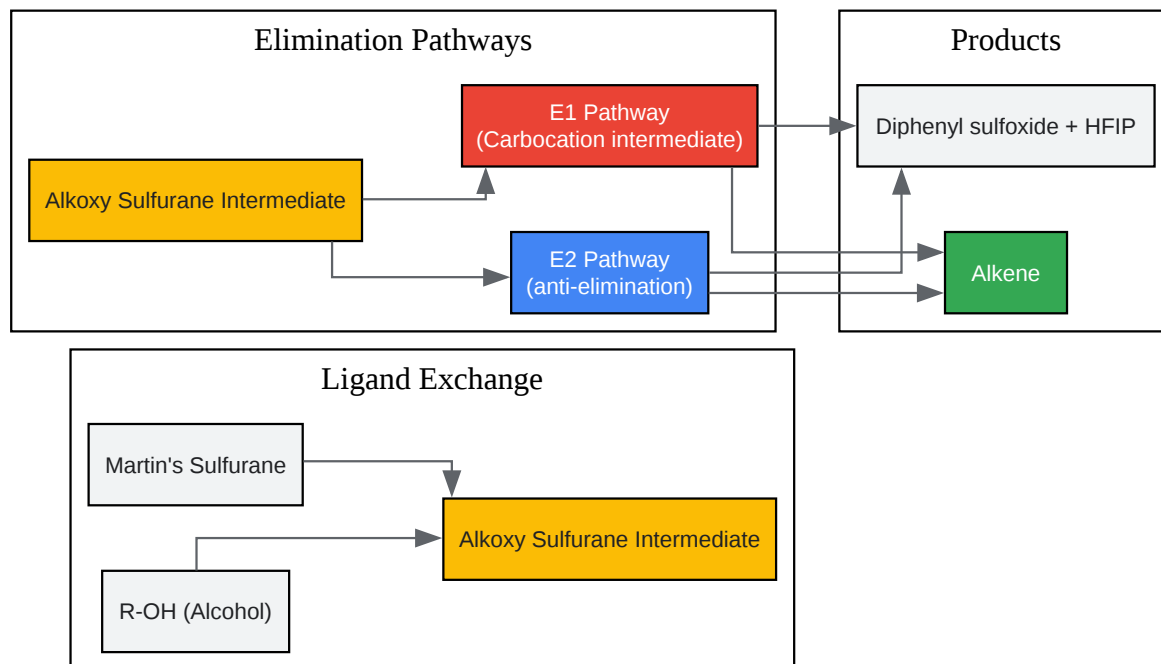 Elimination Pathways
Products
E1 Pathway
(Carbocation intermediate)
Diphenyl sulfoxide + HFIP
Alkoxy Sulfurane Intermediate
E2 Pathway
(anti-elimination)
Alkene
Ligand Exchange
Martin's Sulfurane
Alkoxy Sulfurane Intermediate
R-OH (Alcohol)